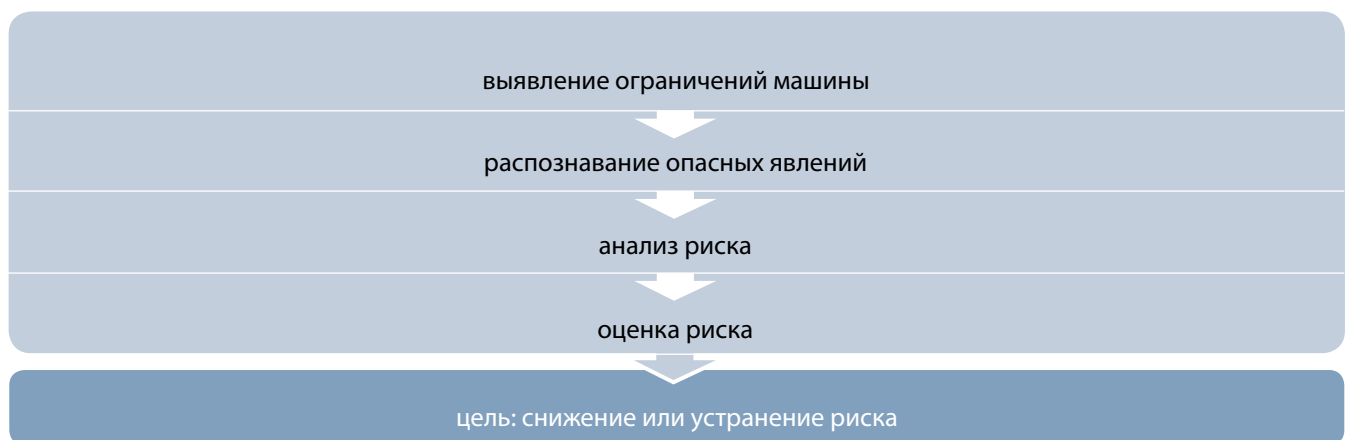 выявление ограничений машины
распознавание опасных явлений
анализ риска
оценка риска
цель: снижение или устранение риска